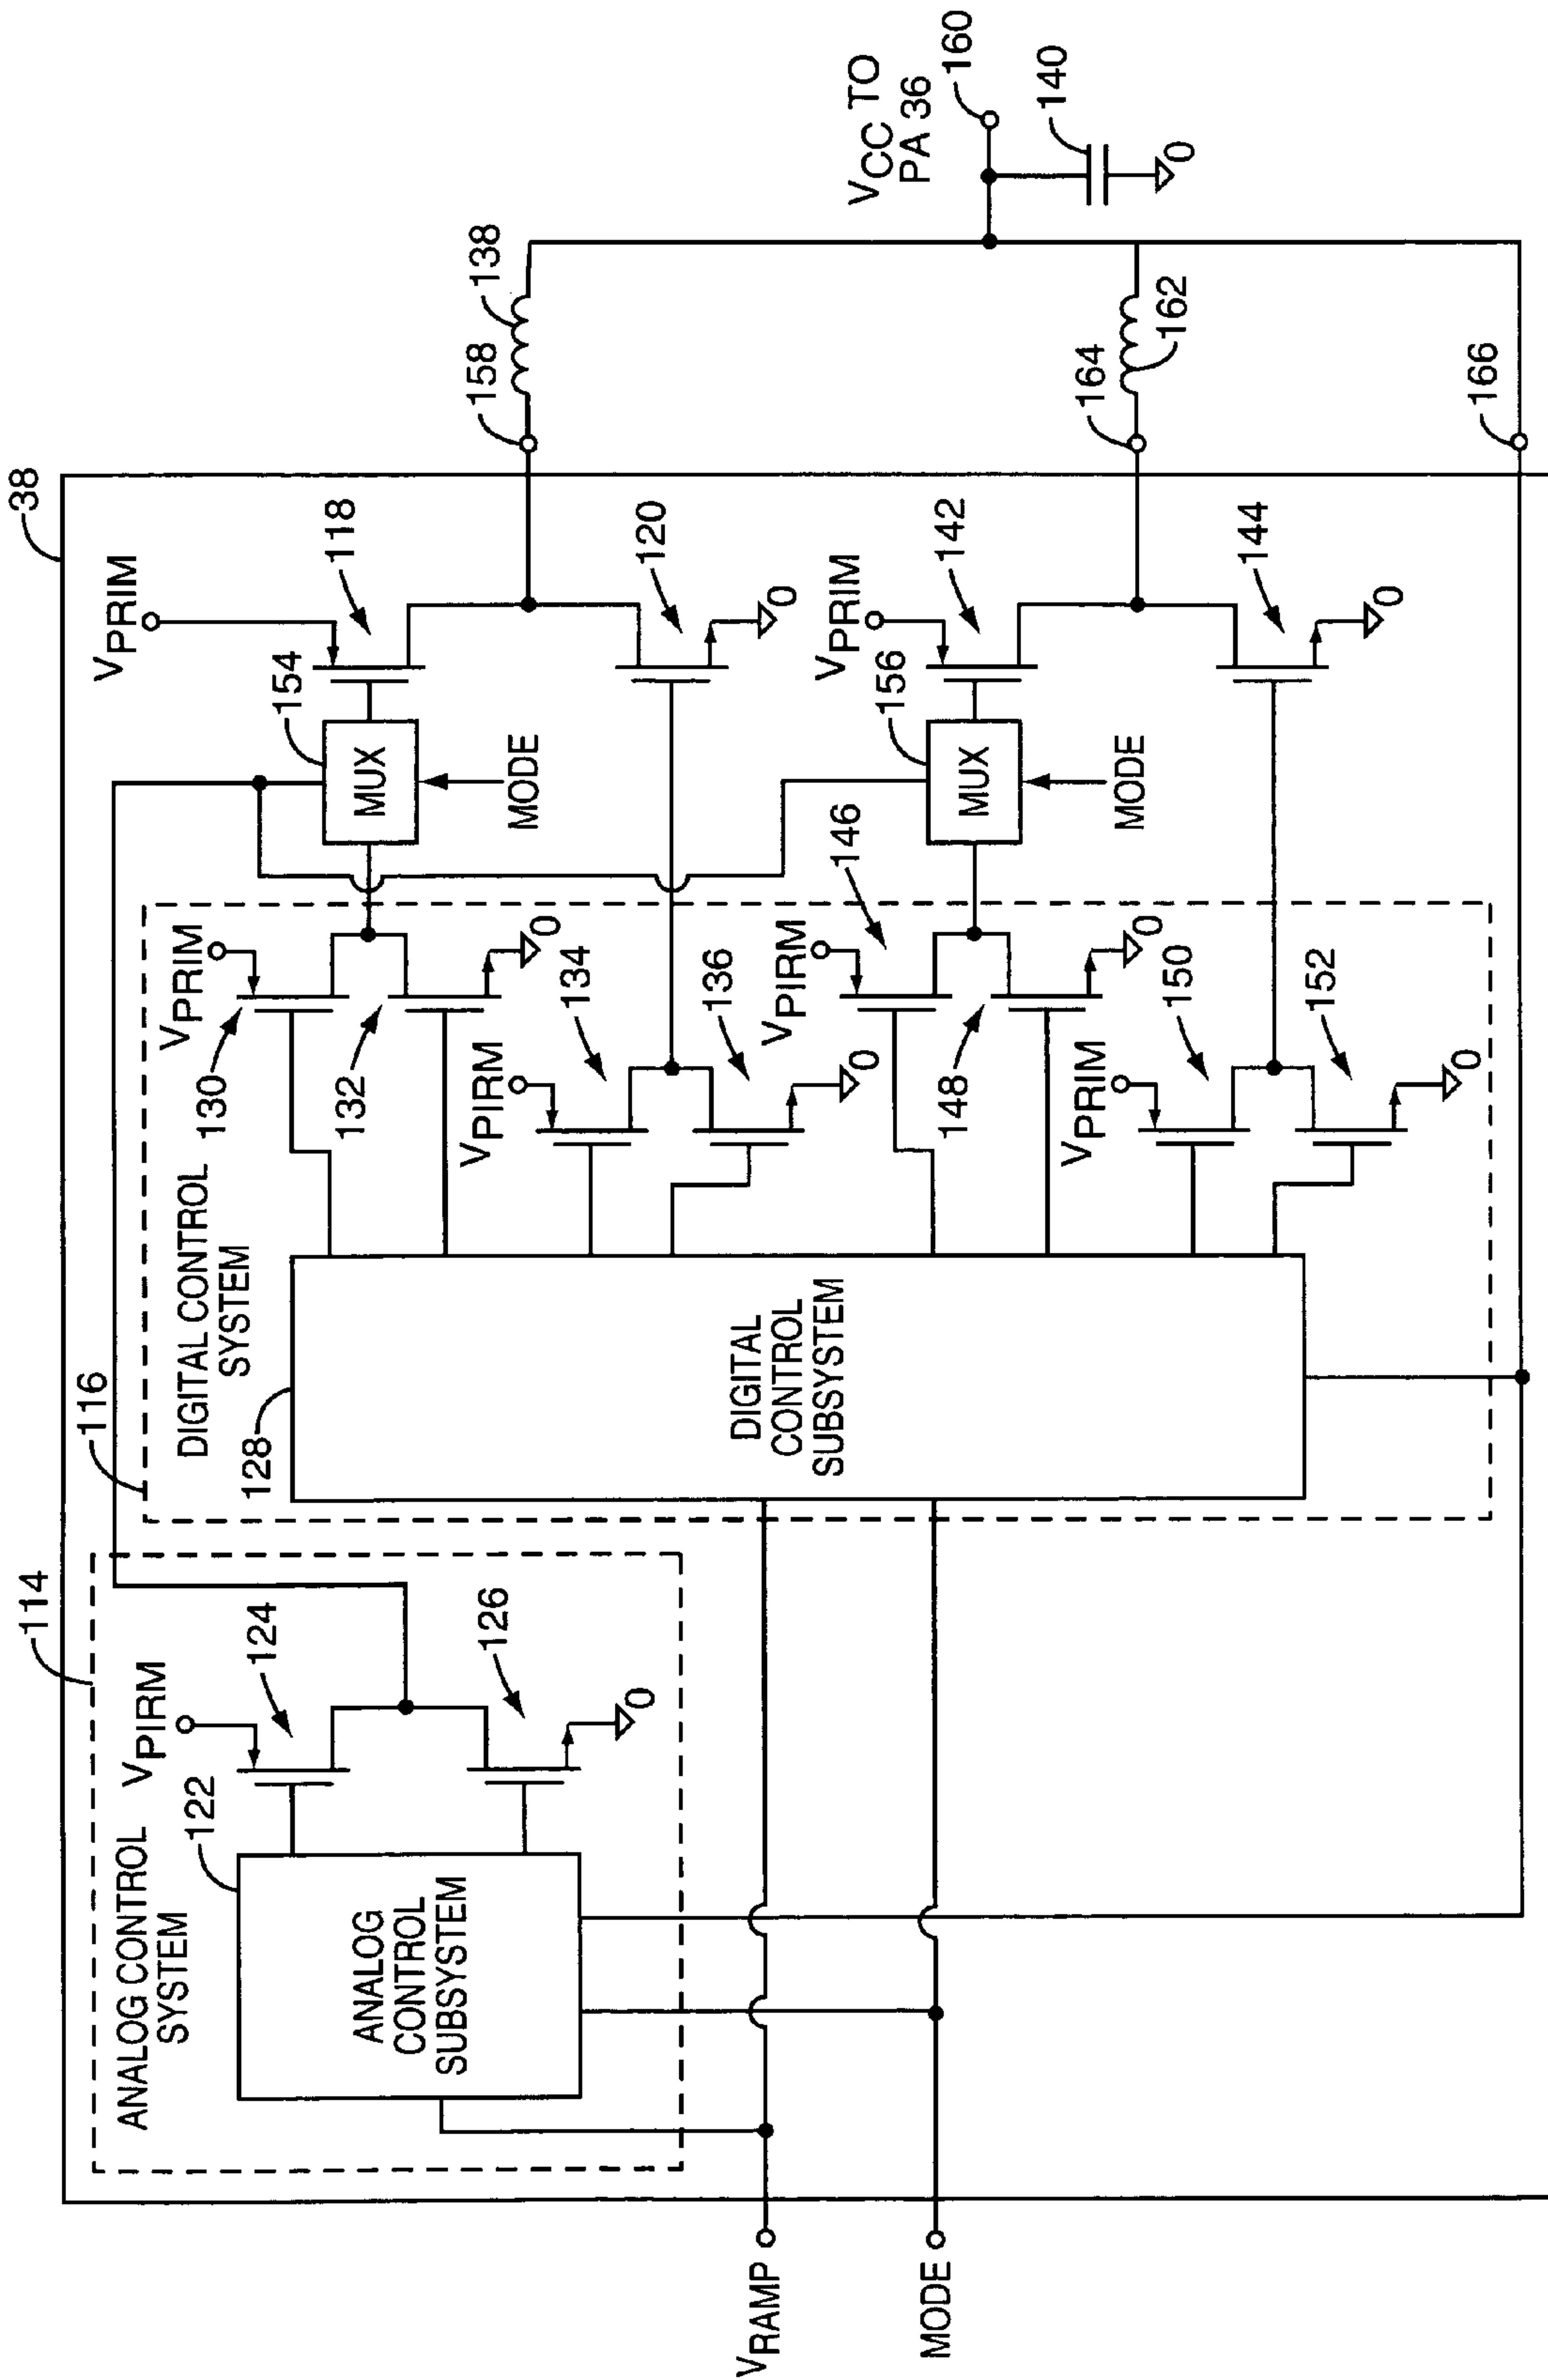 38
114
ANALOG CONTROL
SYSTEM
122
VPIRM
124
126
0
ANALOG
CONTROL
SUBSYSTEM
116
DIGITAL CONTROL
SYSTEM
128
DIGITAL
CONTROL
SUBSYSTEM
130
VPRIM
132
0
VPIRM
134
136
0
VPIRM
146
148
0
VPRIM
150
152
0
154
MUX
MODE
VPRIM
118
120
0
156
MUX
MODE
VPRIM
142
144
0
158
138
164
162
166
VCC TO
PA 36
160
140
0
VRAMP
MODE